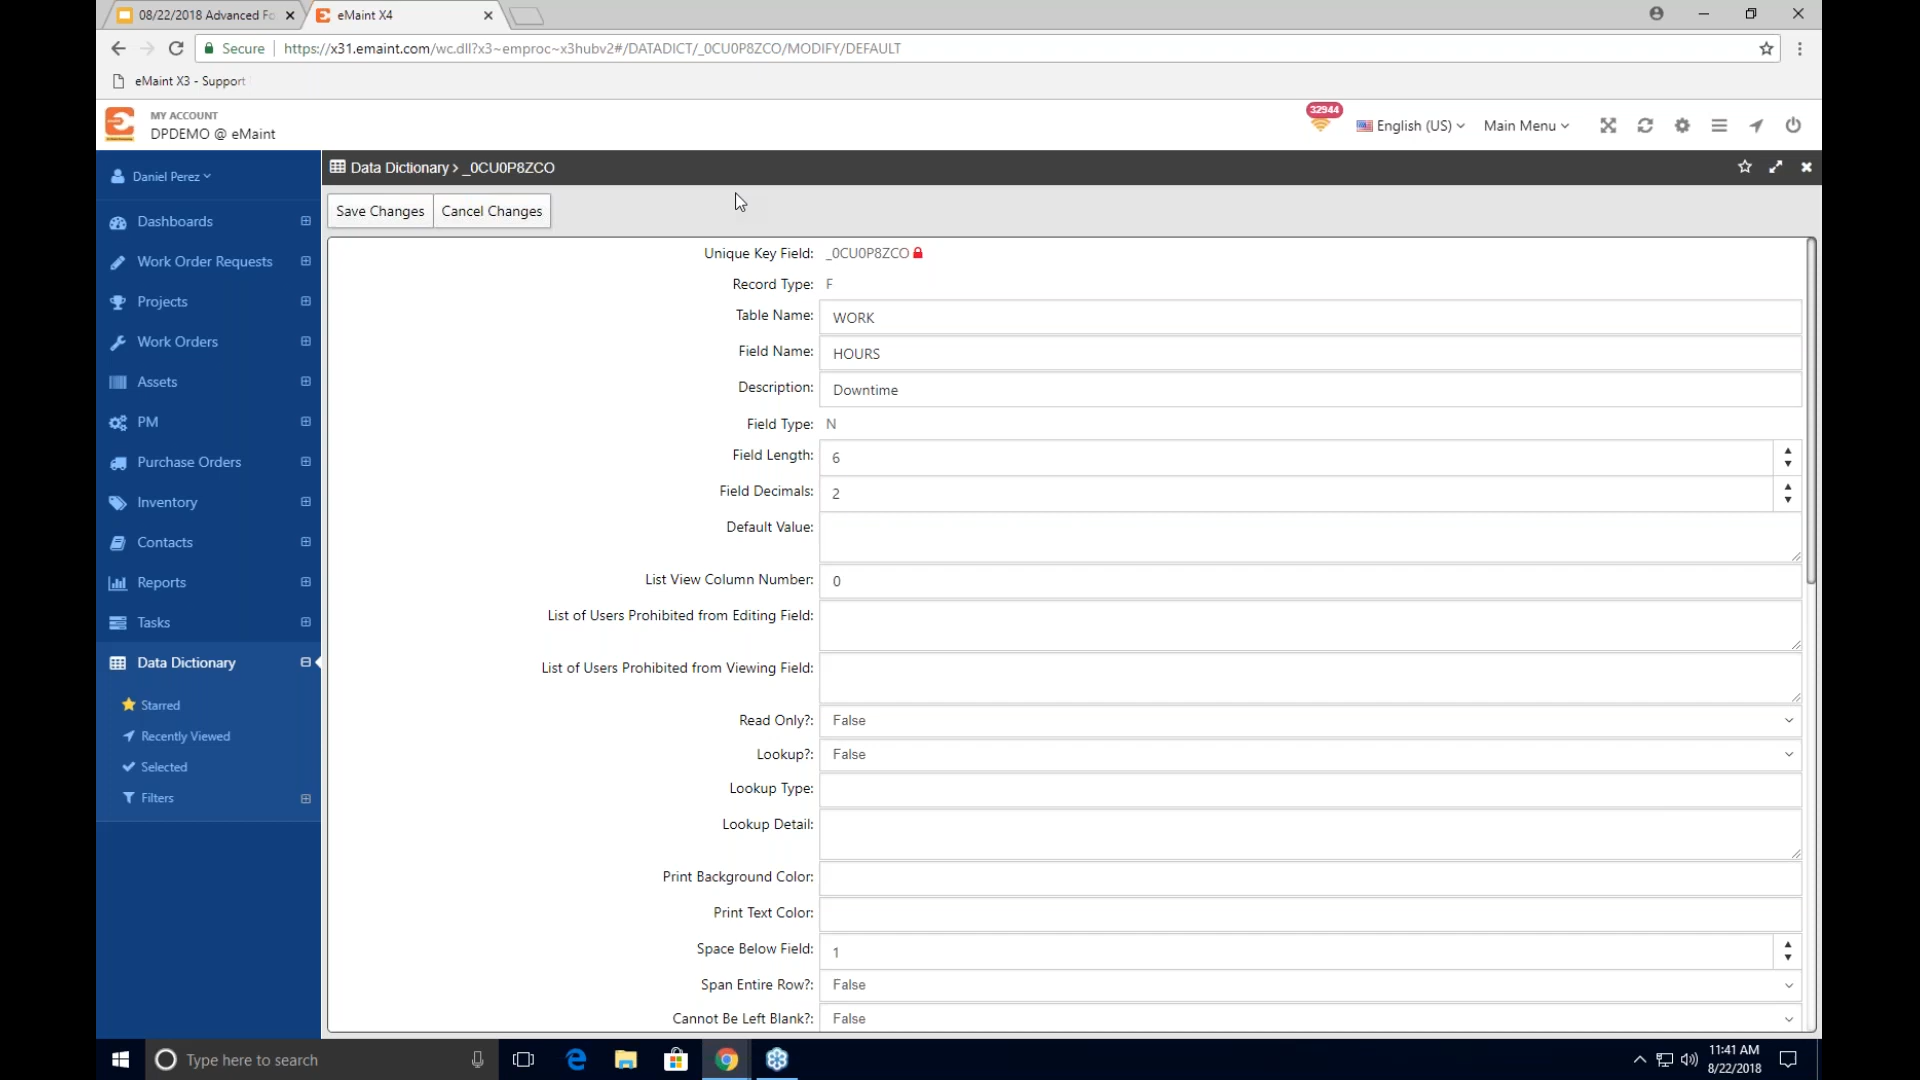 08/22/2018 Advanced Fo
eMaint X4
Secure
https://x31.emaint.com/wc.dll?x3~emproc~x3hubv2#/DATADICT/_0CU0P8ZCO/MODIFY/DEFAULT
eMaint X3 - Support
MY ACCOUNT
DPDEMO @ eMaint
32944
English (US)
Main Menu
Daniel Perez
Data Dictionary > _0CU0P8ZCO
Save Changes
Cancel Changes
Dashboards
Work Order Requests
Projects
Work Orders
Assets
PM
Purchase Orders
Inventory
Contacts
Reports
Tasks
Data Dictionary
Starred
Recently Viewed
Selected
Filters
Unique Key Field: _0CU0P8ZCO
Record Type: F
Table Name: WORK
Field Name: HOURS
Description: Downtime
Field Type: N
Field Length: 6
Field Decimals: 2
Default Value:
List View Column Number: 0
List of Users Prohibited from Editing Field:
List of Users Prohibited from Viewing Field:
Read Only?: False
Lookup?: False
Lookup Type:
Lookup Detail:
Print Background Color:
Print Text Color:
Space Below Field: 1
Span Entire Row?: False
Cannot Be Left Blank?: False
Type here to search
11:41 AM
8/22/2018